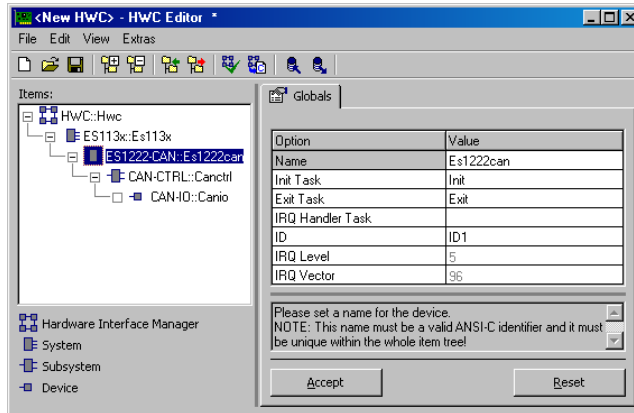 <New HWC> - HWC Editor *
File Edit View Extras
Items:
HWC::Hwc
ES113x::Es113x
ES1222-CAN::Es1222can
CAN-CTRL::Canctrl
CAN-IO::Canio
Hardware Interface Manager
System
Subsystem
Device
Globals
Option Value
Name Es1222can
Init Task Init
Exit Task Exit
IRQ Handler Task
ID ID1
IRQ Level 5
IRQ Vector 96
Please set a name for the device.
NOTE: This name must be a valid ANSI-C identifier and it must
be unique within the whole item tree!
Accept Reset